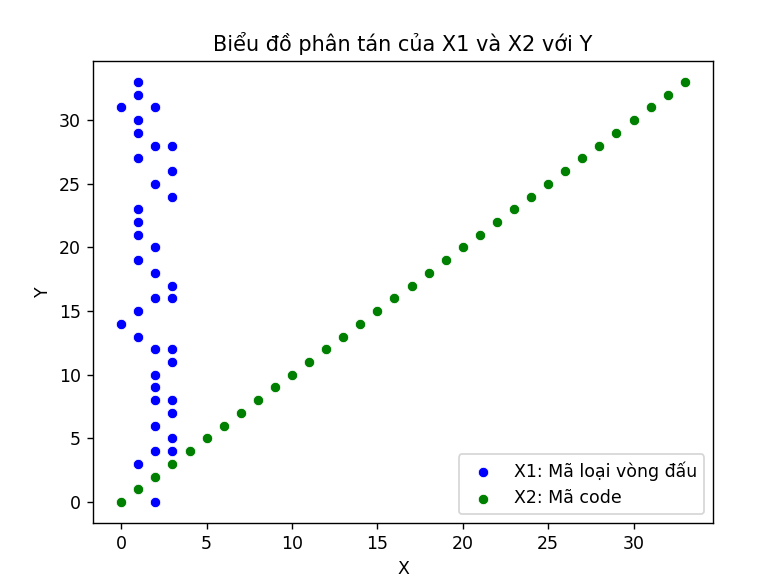 Biểu đồ phân tán của X1 và X2 với Y
30
25
20
15
10
5
0
Y
0 5 10 15 20 25 30
X
X1: Mã loại vòng đấu
X2: Mã code